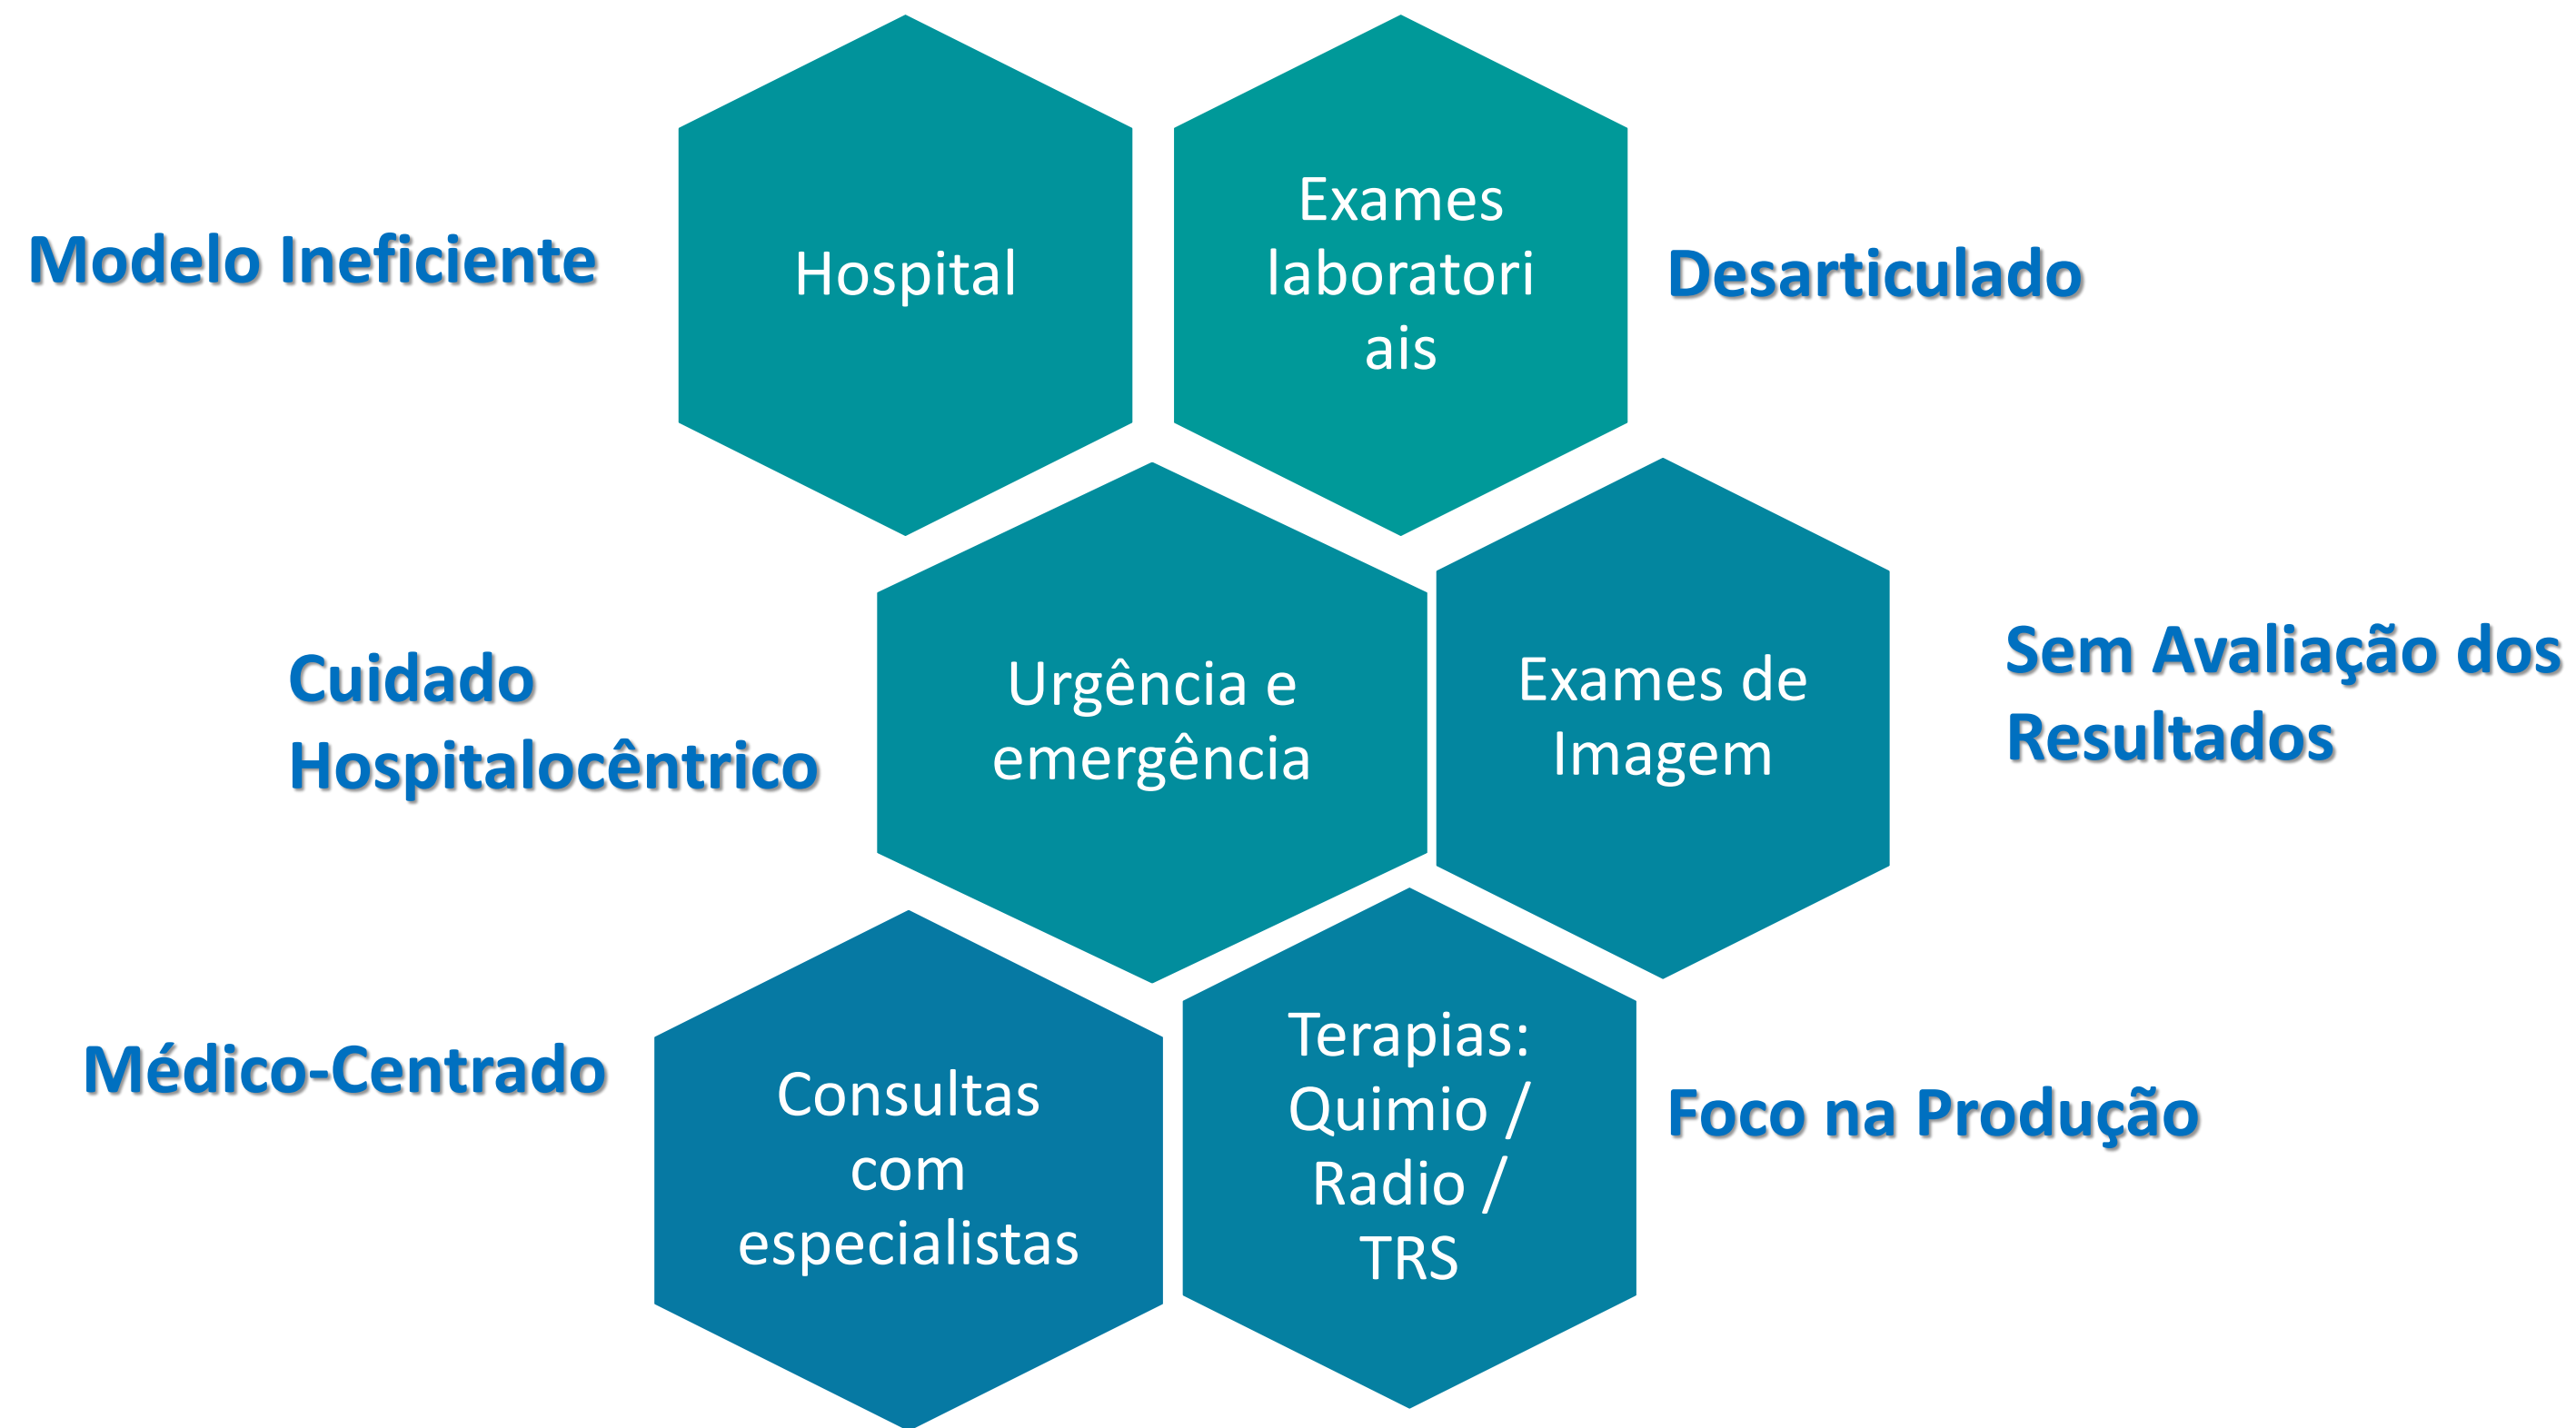 Modelo Ineficiente
Hospital
Exames
laboratori
ais
Desarticulado
Cuidado
Hospitalocêntrico
Urgência e
emergência
Exames de
Imagem
Sem Avaliação dos
Resultados
Médico-Centrado
Consultas
com
especialistas
Terapias:
Quimio /
Radio /
TRS
Foco na Produção